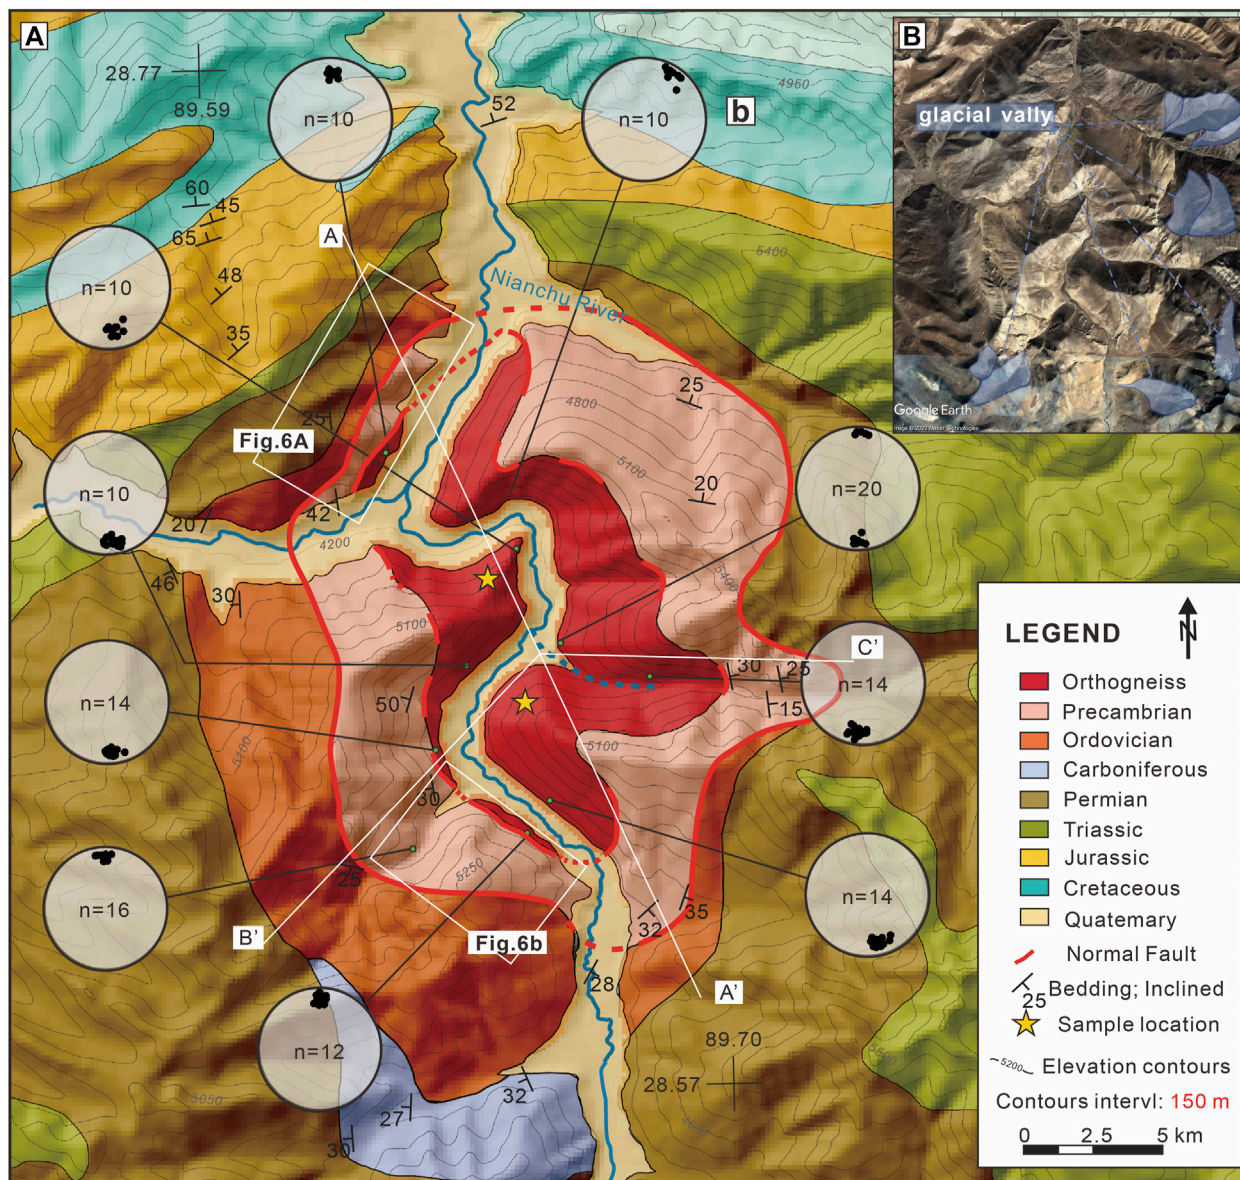 A
B
28.77
89.59
n=10
n=10
b
52
4950
glacial vally
60
45
65
48
35
A
5400
Nianchu River
n=10
Google Earth
25
Fig.6A
4800
25
5100
20
n=10
20
42
4200
n=20
5400
46
30
5100
50
C'
30
25
15
n=14
n=14
5100
5100
30
25
5250
n=16
n=14
B'
Fig.6b
32
35
28
A'
n=12
89.70
28.57
5050
27
30
32
LEGEND
N
Orthogneiss
Precambrian
Ordovician
Carboniferous
Permian
Triassic
Jurassic
Cretaceous
Quatemary
Normal Fault
25 Bedding; Inclined
Sample location
5200 Elevation contours
Contours intervl: 150 m
0 2.5 5 km